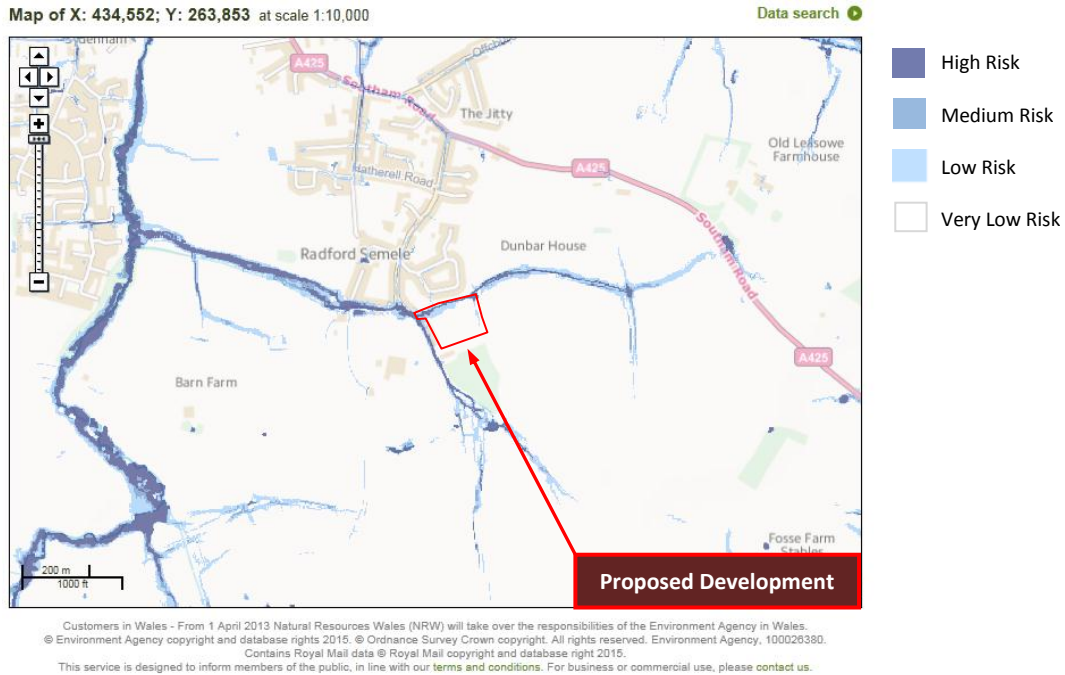 Map of X: 434,552; Y: 263,853 at scale 1:10,000
Data search
High Risk
Medium Risk
Low Risk
Very Low Risk
Sydenham
Offchurch
A425
Southam Road
The Jitty
Old Leasowe
Farmhouse
A425
Hatherell Road
Southam Road
Radford Semele
Dunbar House
A425
Barn Farm
Fosse Farm
Stables
200 m
1000 ft
Proposed Development
Customers in Wales - From 1 April 2013 Natural Resources Wales (NRW) will take over the responsibilities of the Environment Agency in Wales.
© Environment Agency copyright and database rights 2015. © Ordnance Survey Crown copyright. All rights reserved. Environment Agency, 100026380.
Contains Royal Mail data © Royal Mail copyright and database right 2015.
This service is designed to inform members of the public, in line with our terms and conditions. For business or commercial use, please contact us.